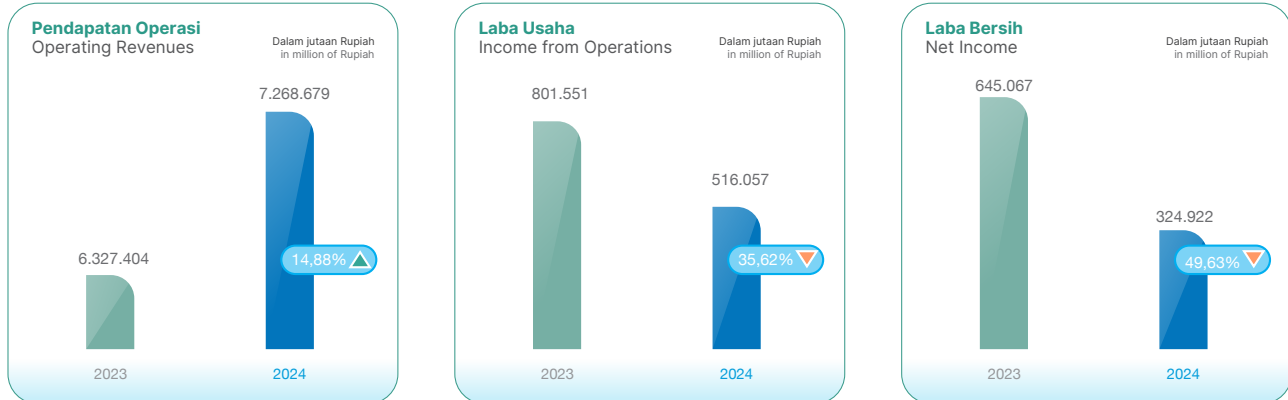 Pendapatan Operasi
Operating Revenues
Dalam jutaan Rupiah
in million of Rupiah
7.268.679
6.327.404
14,88%
2023
2024
Laba Usaha
Income from Operations
Dalam jutaan Rupiah
in million of Rupiah
801.551
516.057
35,62%
2023
2024
Laba Bersih
Net Income
Dalam jutaan Rupiah
in million of Rupiah
645.067
324.922
49,63%
2023
2024